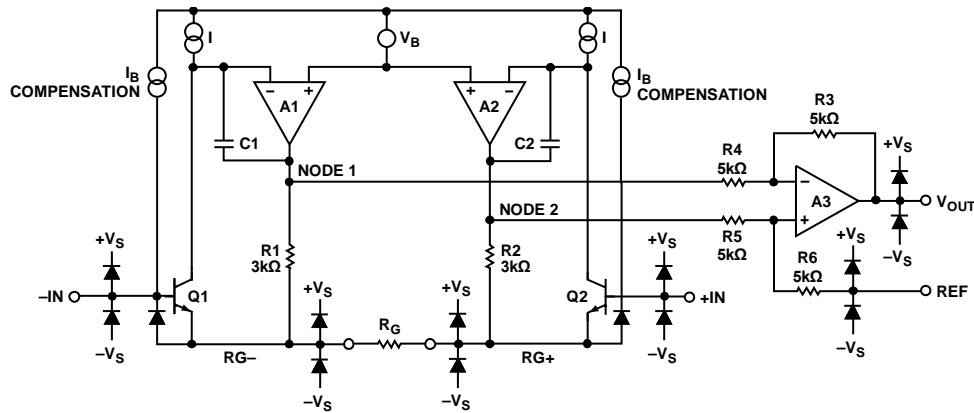 I
V_B
I
I_B
COMPENSATION
I_B
COMPENSATION
− +
A1
+ −
A2
C1
C2
NODE 1
NODE 2
R3
5kΩ
R4
5kΩ
+V_S
−
A3
+
V_OUT
R5
5kΩ
−V_S
R1
3kΩ
R2
3kΩ
R6
5kΩ
+V_S
REF
−V_S
+V_S
−IN
Q1
−V_S
+V_S
R_G
+V_S
Q2
+V_S
+IN
−V_S
RG−
−V_S
−V_S
RG+